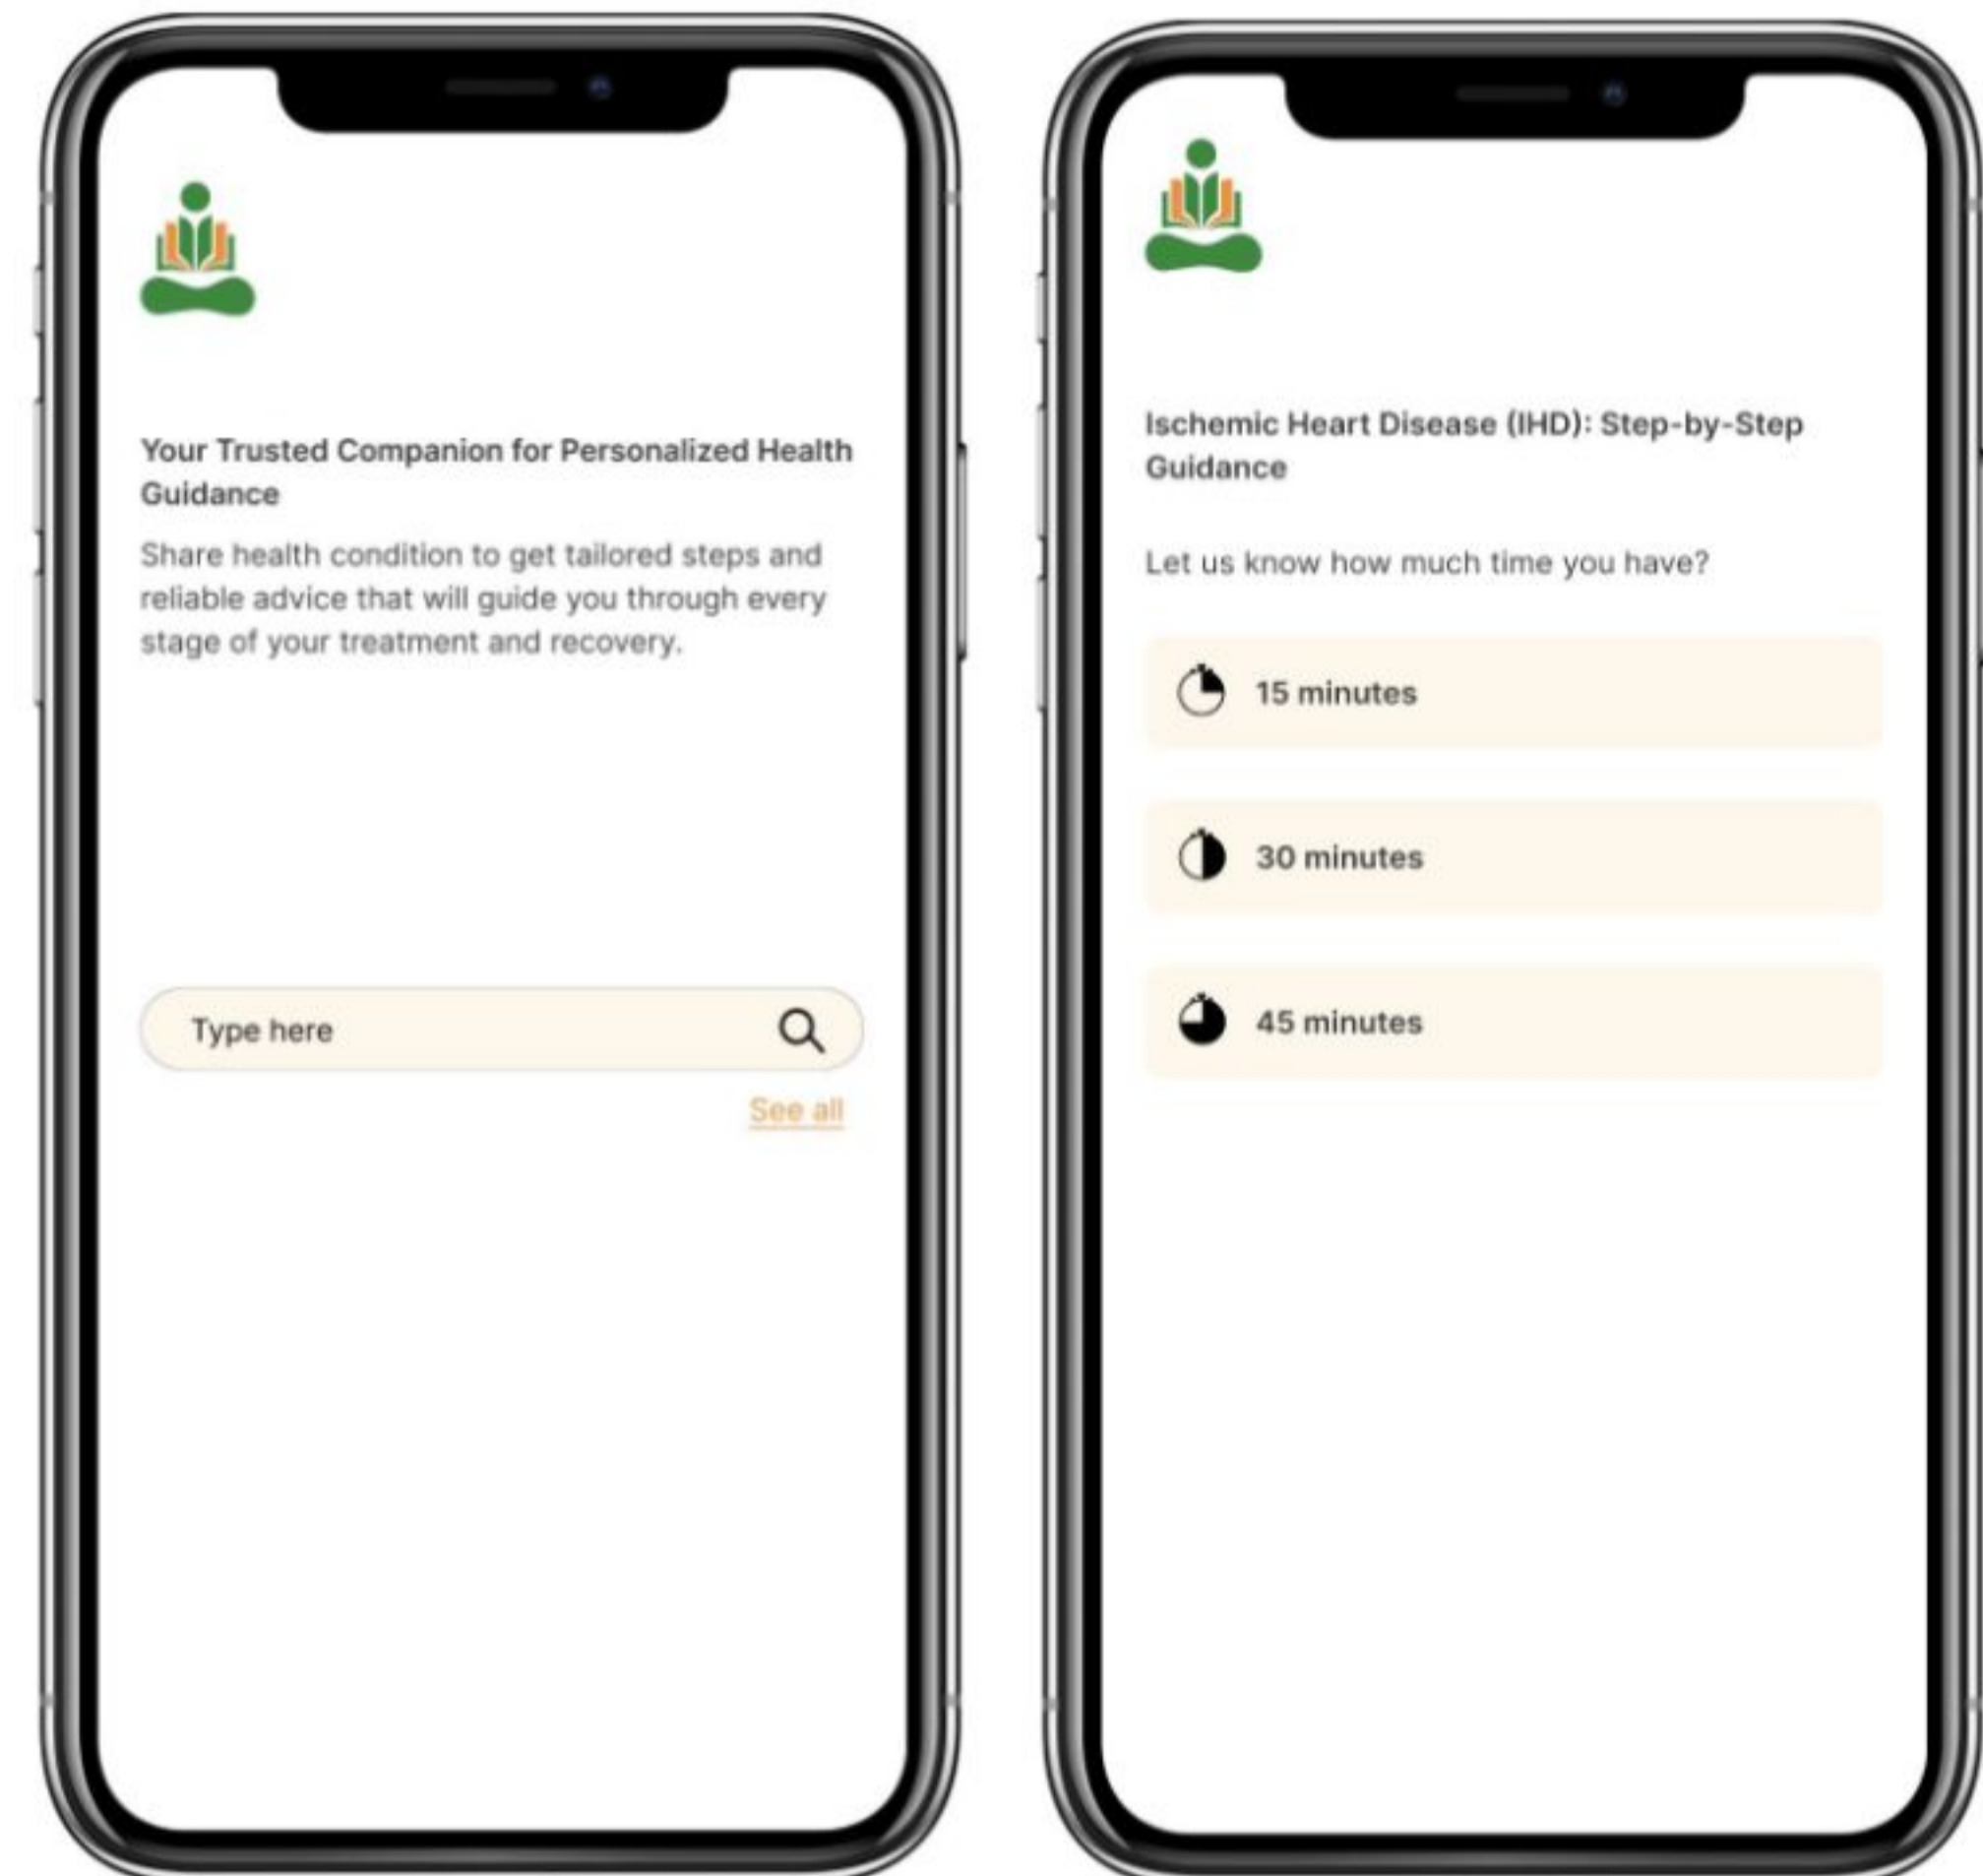 Your Trusted Companion for Personalized Health
Guidance
Share health condition to get tailored steps and
reliable advice that will guide you through every
stage of your treatment and recovery.
Type here
See all
Ischemic Heart Disease (IHD): Step-by-Step
Guidance
Let us know how much time you have?
15 minutes
30 minutes
45 minutes